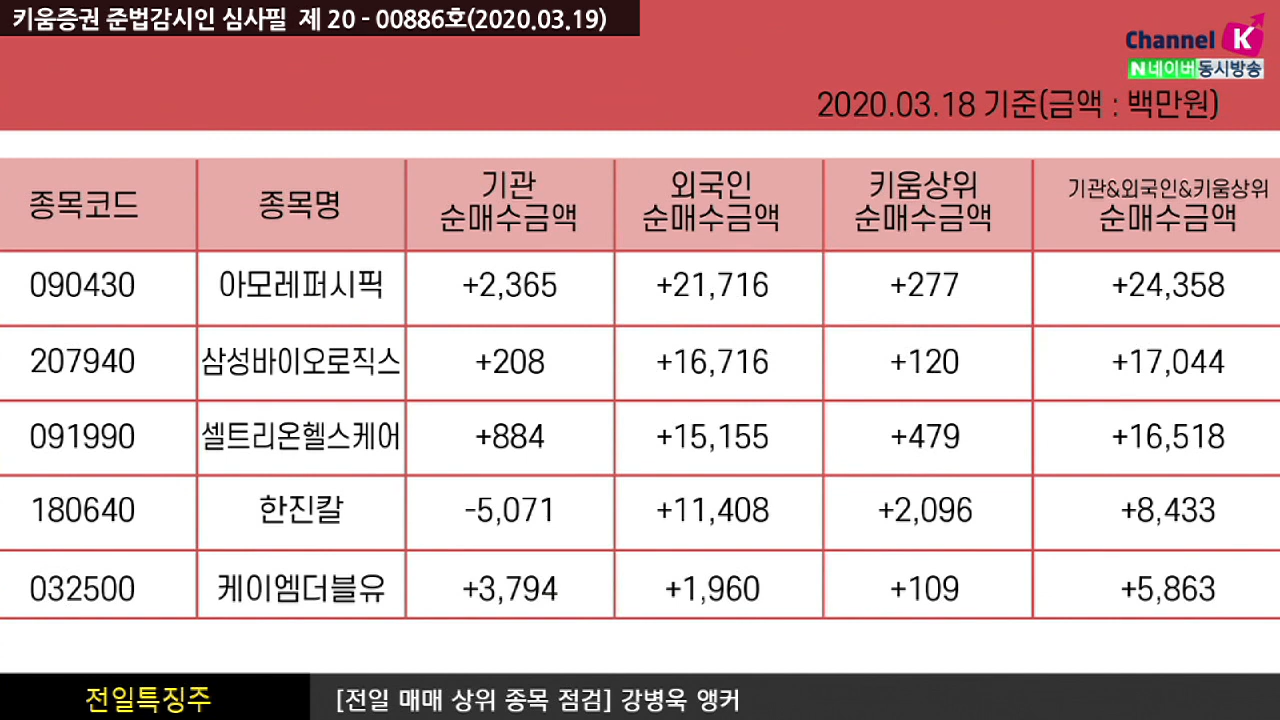 키움증권 준법감시인 심사필 제 20 - 00886호(2020.03.19)
Channel K
N 네이버 동시방송
2020.03.18 기준(금액 : 백만원)
종목코드 종목명 기관 순매수금액 외국인 순매수금액 키움상위 순매수금액 기관&외국인&키움상위 순매수금액
090430 아모레퍼시픽 +2,365 +21,716 +277 +24,358
207940 삼성바이오로직스 +208 +16,716 +120 +17,044
091990 셀트리온헬스케어 +884 +15,155 +479 +16,518
180640 한진칼 -5,071 +11,408 +2,096 +8,433
032500 케이엠더블유 +3,794 +1,960 +109 +5,863
전일특징주 [전일 매매 상위 종목 점검] 강병욱 앵커